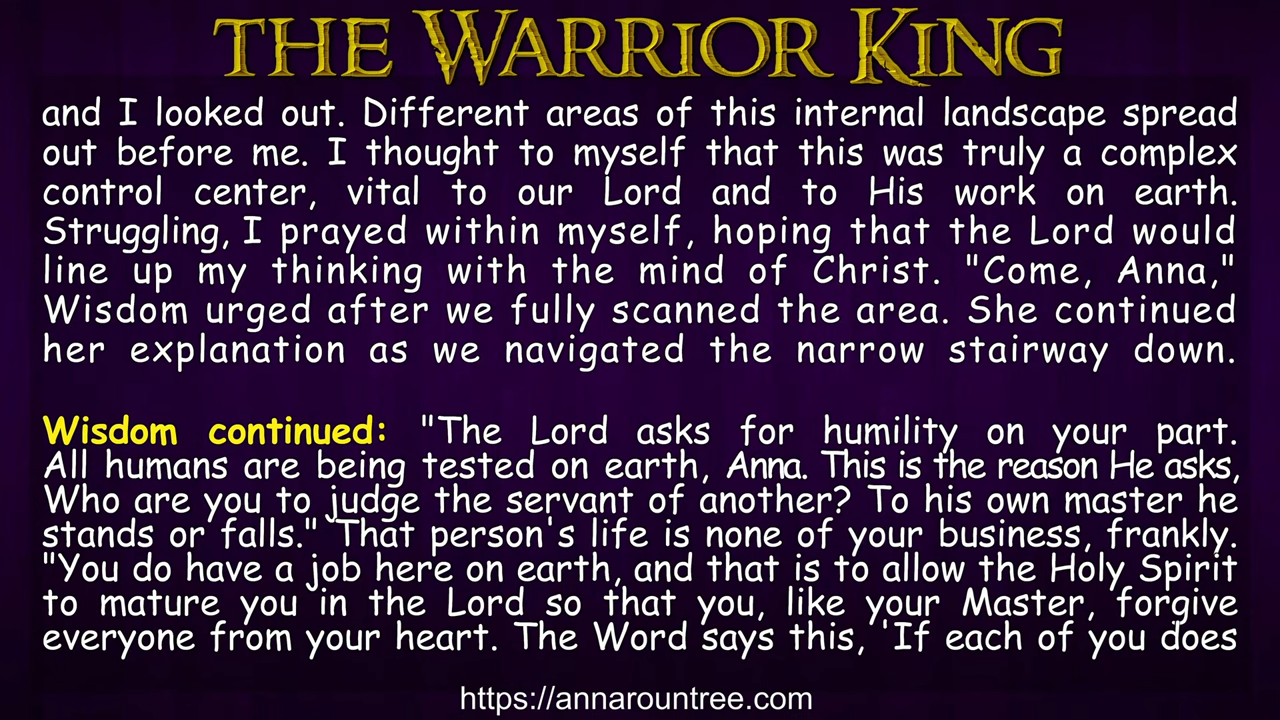 THE WARRIOR KING
and I looked out. Different areas of this internal landscape spread
out before me. I thought to myself that this was truly a complex
control center, vital to our Lord and to His work on earth.
Struggling, I prayed within myself, hoping that the Lord would
line up my thinking with the mind of Christ. "Come, Anna,"
Wisdom urged after we fully scanned the area. She continued
her explanation as we navigated the narrow stairway down.
Wisdom continued: "The Lord asks for humility on your part.
All humans are being tested on earth, Anna. This is the reason He asks,
Who are you to judge the servant of another? To his own master he
stands or falls." That person's life is none of your business, frankly.
"You do have a job here on earth, and that is to allow the Holy Spirit
to mature you in the Lord so that you, like your Master, forgive
everyone from your heart. The Word says this, 'If each of you does
https://annarountree.com